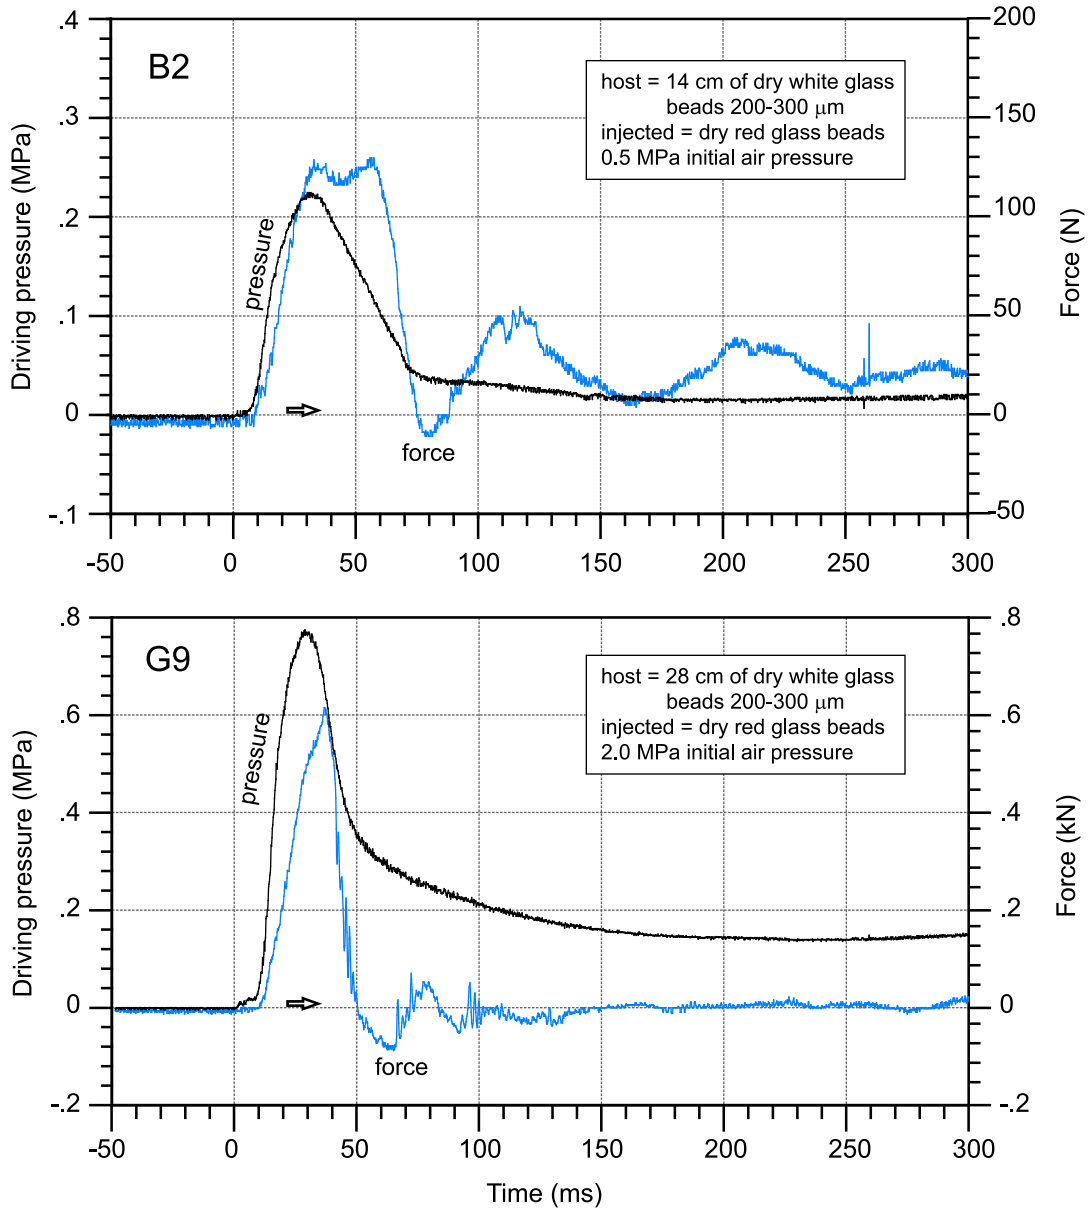 .4
.3
.2
.1
0
-.1
Driving pressure (MPa)
B2
host = 14 cm of dry white glass
beads 200-300 μm
injected = dry red glass beads
0.5 MPa initial air pressure
pressure
force
200
150
100
50
0
-50
Force (N)
-50 0 50 100 150 200 250 300
.8
.6
.4
.2
0
-.2
Driving pressure (MPa)
G9
host = 28 cm of dry white glass
beads 200-300 μm
injected = dry red glass beads
2.0 MPa initial air pressure
pressure
force
.8
.6
.4
.2
0
-.2
Force (kN)
-50 0 50 100 150 200 250 300
Time (ms)